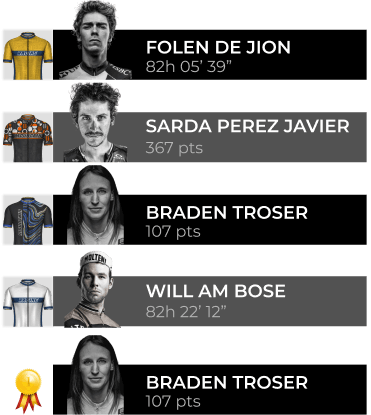 FOLEN DE JION
82h 05’ 39”
SARDA PEREZ JAVIER
367 pts
BRADEN TROSER
107 pts
MOLTENI
WILL AM BOSE
82h 22’ 12”
BRADEN TROSER
107 pts